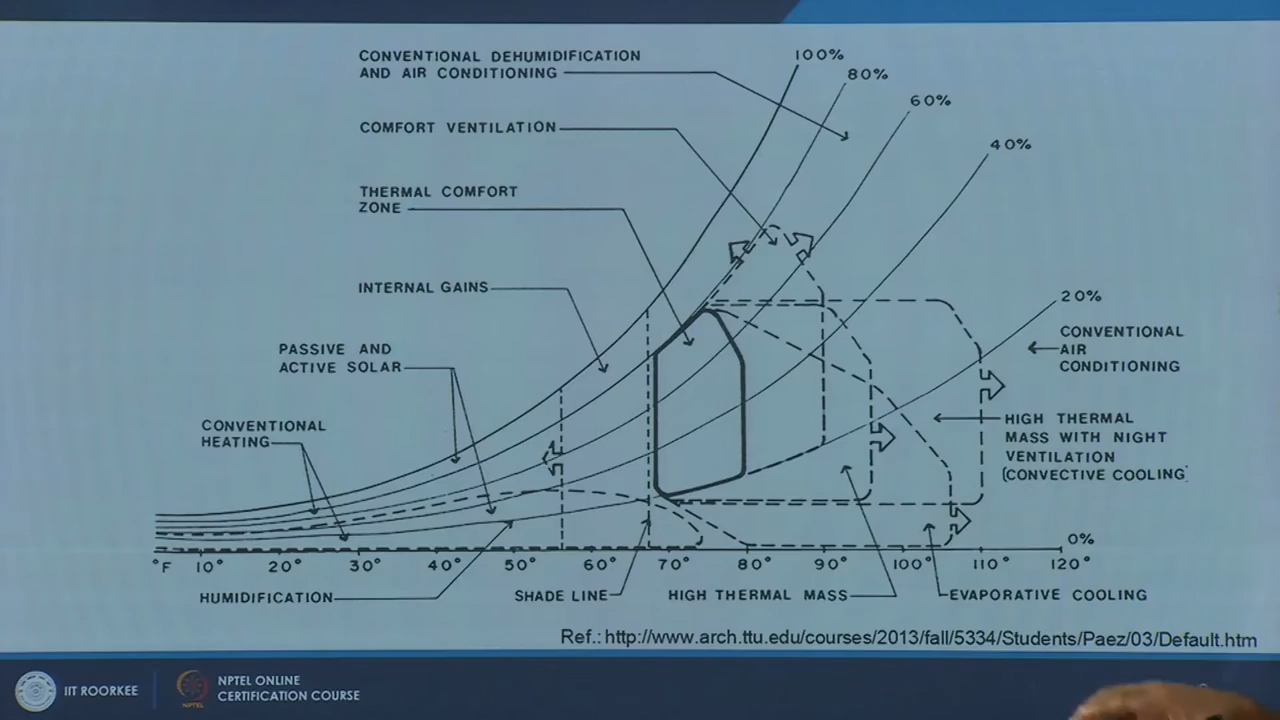 CONVENTIONAL DEHUMIDIFICATION
AND AIR CONDITIONING
100%
80%
60%
COMFORT VENTILATION
40%
THERMAL COMFORT
ZONE
INTERNAL GAINS
20%
CONVENTIONAL
AIR
CONDITIONING
PASSIVE AND
ACTIVE SOLAR
CONVENTIONAL
HEATING
HIGH THERMAL
MASS WITH NIGHT
VENTILATION
(CONVECTIVE COOLING
0%
°F 10° 20° 30° 40° 50° 60° 70° 80° 90° 100° 110° 120°
HUMIDIFICATION
SHADE LINE
HIGH THERMAL MASS
EVAPORATIVE COOLING
Ref.: http://www.arch.ttu.edu/courses/2013/fall/5334/Students/Paez/03/Default.htm
IIT ROORKEE
NPTEL
NPTEL ONLINE
CERTIFICATION COURSE